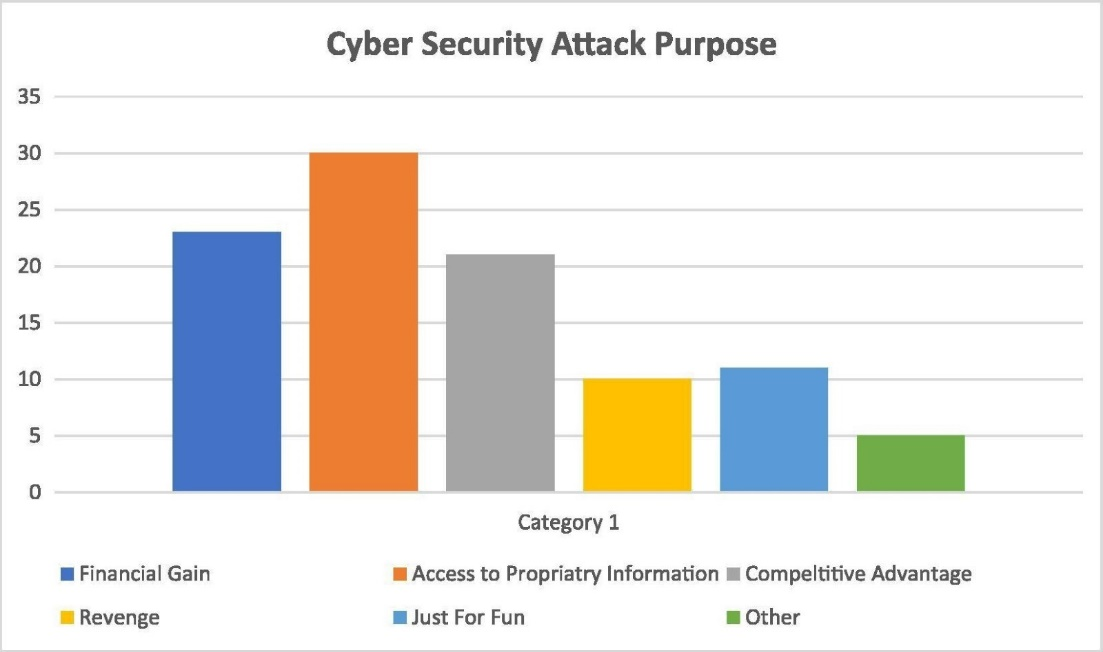 Cyber Security Attack Purpose
35
30
25
20
15
10
5
0
Category 1
Financial Gain
Access to Propriatry Information
Compeltitive Advantage
Revenge
Just For Fun
Other